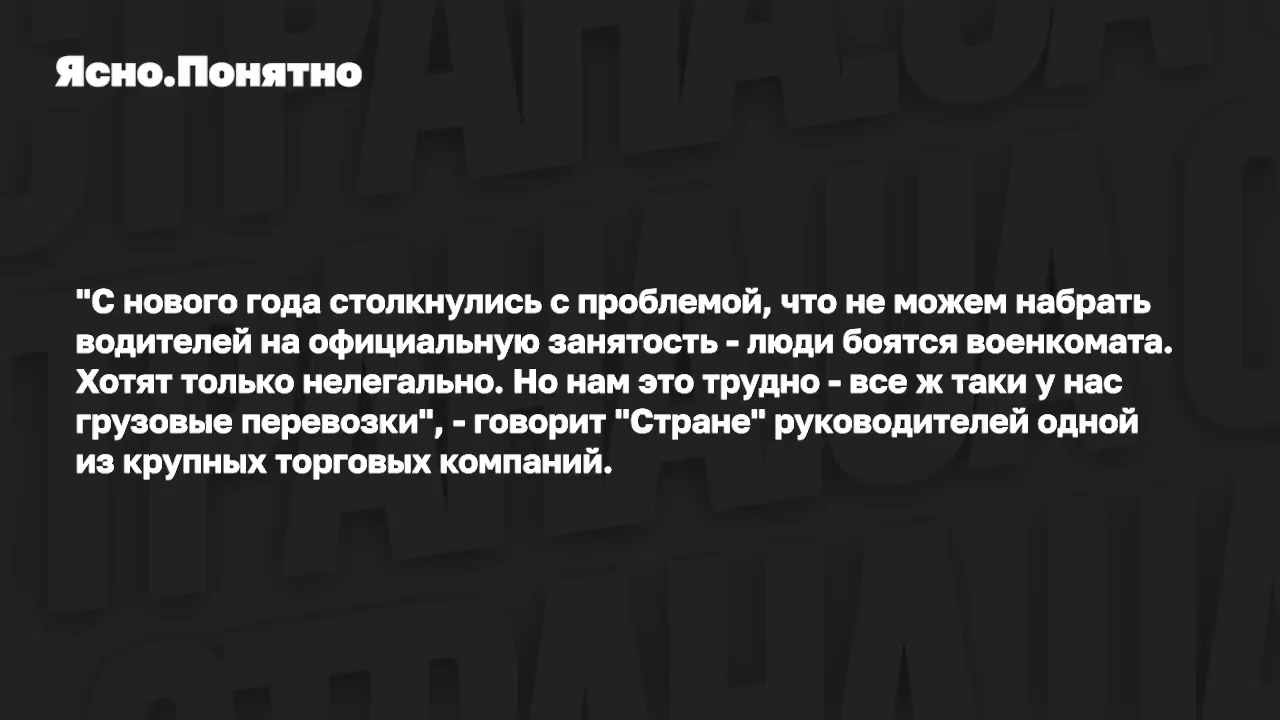 Ясно.Понятно
"С нового года столкнулись с проблемой, что не можем набрать
водителей на официальную занятость - люди боятся военкомата.
Хотят только нелегально. Но нам это трудно - все ж таки у нас
грузовые перевозки", - говорит "Стране" руководителей одной
из крупных торговых компаний.